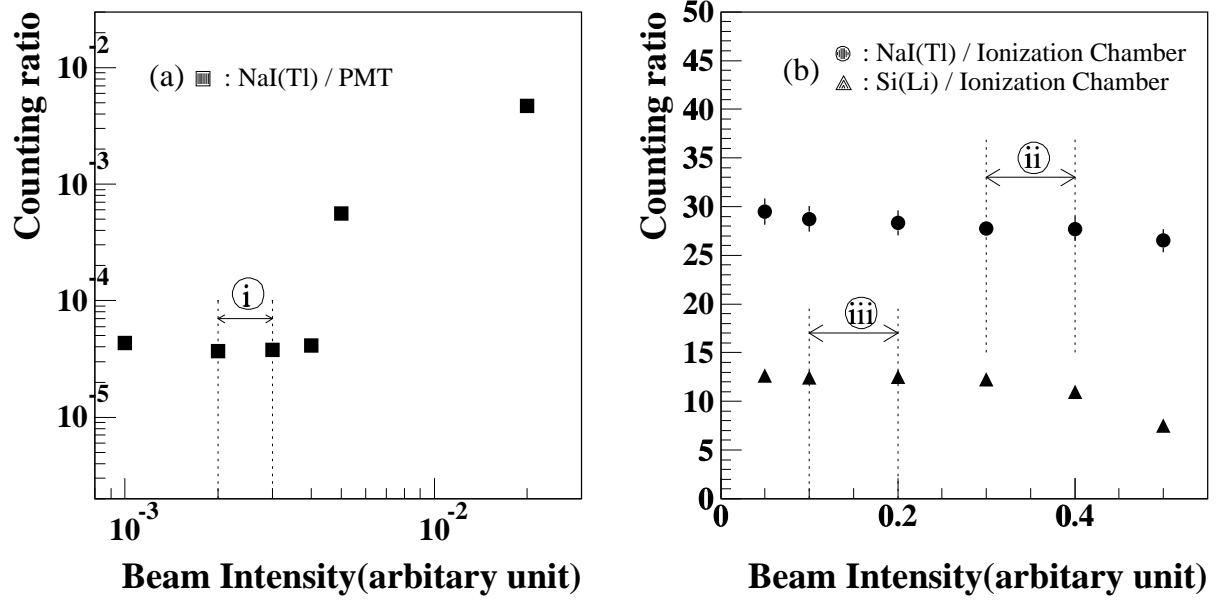 Counting ratio
(a) : NaI(Tl) / PMT
10-2
10-3
10-4
10-5
i
10-3 10-2
Beam Intensity(arbitary unit)
Counting ratio
(b) : NaI(Tl) / Ionization Chamber
: Si(Li) / Ionization Chamber
50
45
40
35
30
25
20
15
10
5
0
ii
iii
0 0.2 0.4
Beam Intensity(arbitary unit)